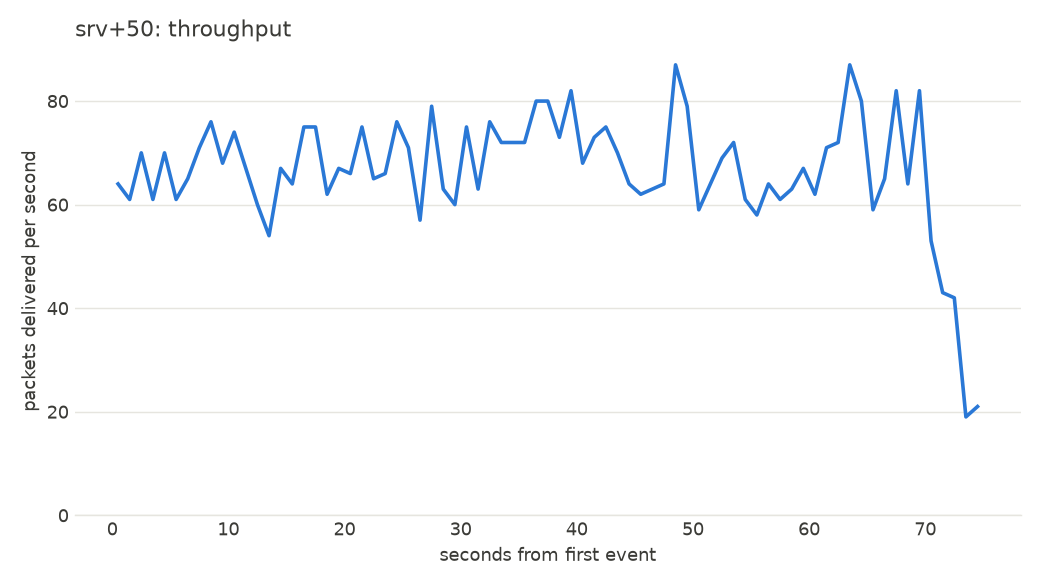 srv+50: throughput
packets delivered per second
80
60
40
20
0
0 10 20 30 40 50 60 70
seconds from first event